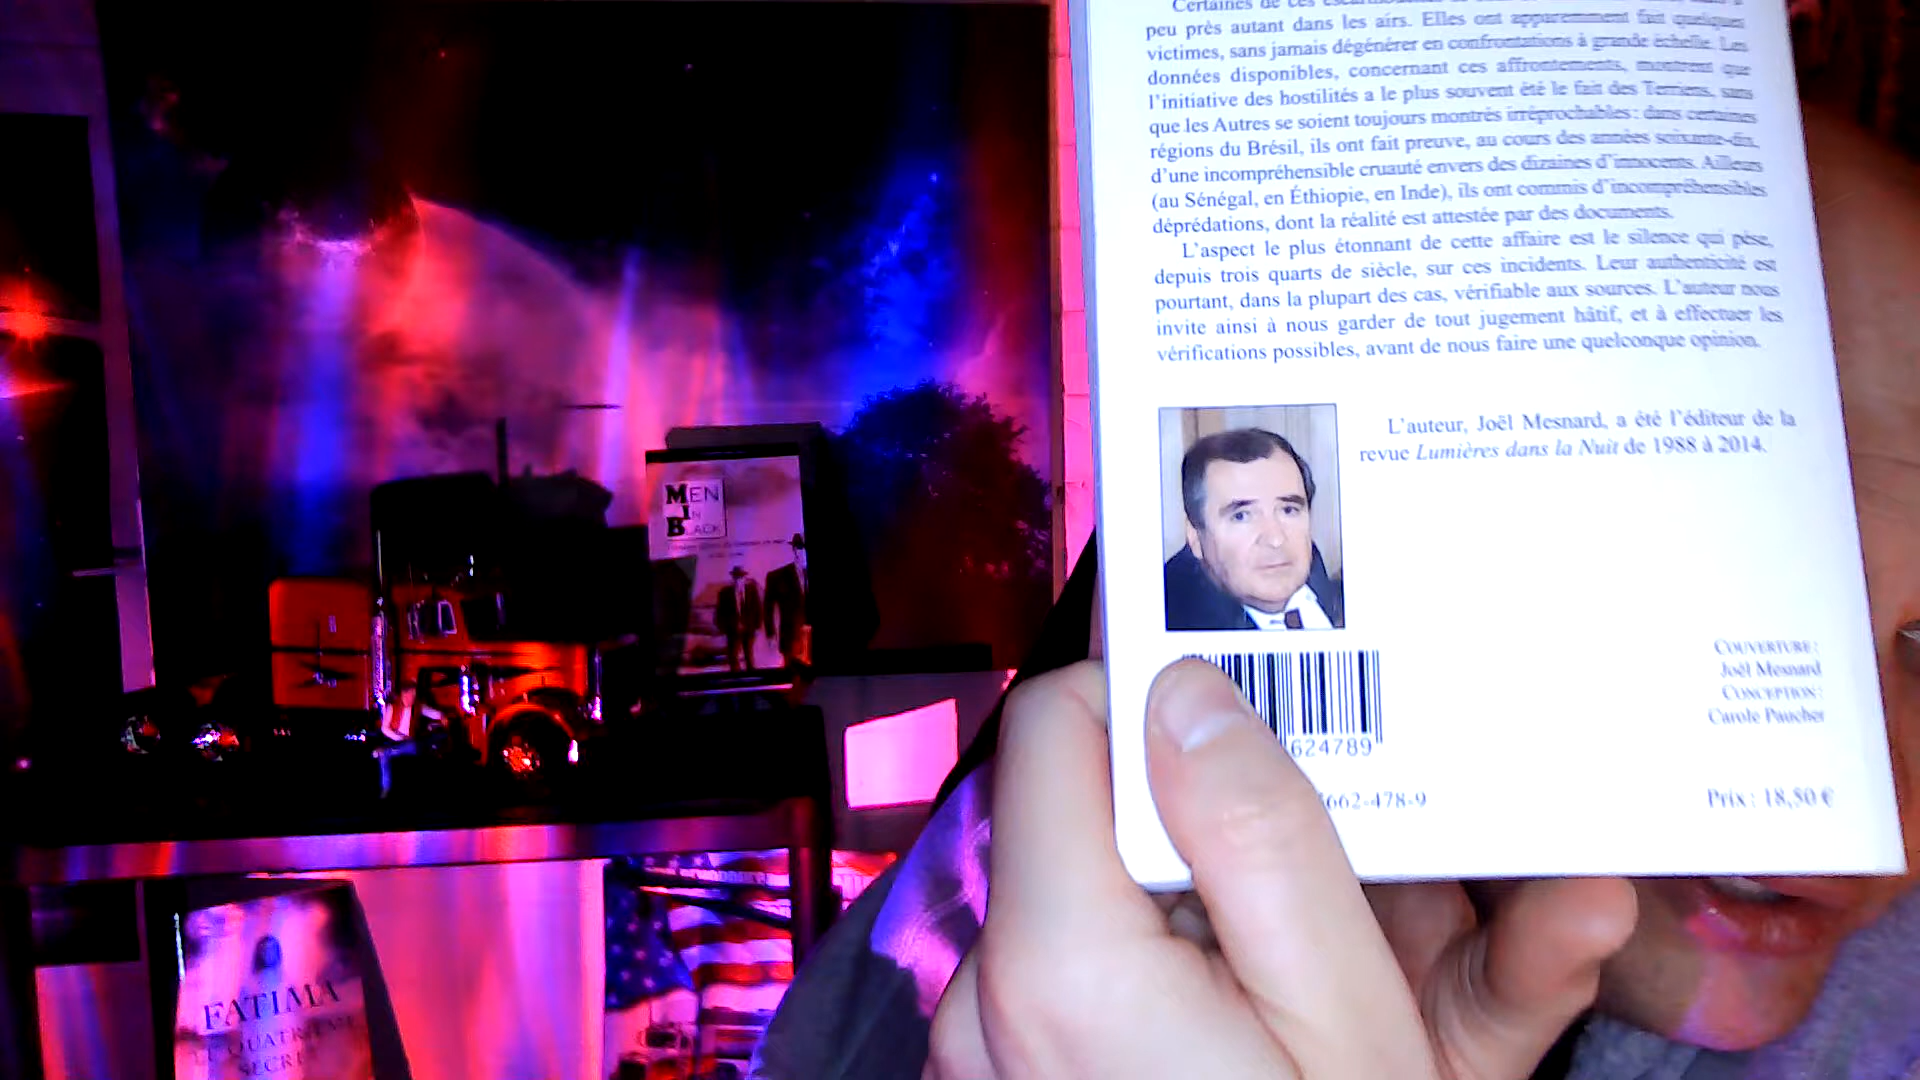 Certaines de ces
peu près autant dans les airs. Elles ont apparemment fait quelques
victimes, sans jamais dégénérer en confrontations à grande échelle. Les
données disponibles, concernant ces affrontements, montrent que
l'initiative des hostilités a le plus souvent été le fait des Terriens, sans
que les Autres se soient toujours montrés irréprochables : dans certaines
régions du Brésil, ils ont fait preuve, au cours des années soixante-dix,
d'une incompréhensible cruauté envers des dizaines d'innocents. Ailleurs
(au Sénégal, en Éthiopie, en Inde), ils ont commis d'incompréhensibles
déprédations, dont la réalité est attestée par des documents.
L'aspect le plus étonnant de cette affaire est le silence qui pèse,
depuis trois quarts de siècle, sur ces incidents. Leur authenticité est
pourtant, dans la plupart des cas, vérifiable aux sources. L'auteur nous
invite ainsi à nous garder de tout jugement hâtif, et à effectuer les
vérifications possibles, avant de nous faire une quelconque opinion.
L'auteur, Joël Mesnard, a été l'éditeur de la
revue Lumières dans la Nuit de 1988 à 2014.
COUVERTURE :
Joël Mesnard
CONCEPTION :
Carole Paucher
624789
662-478-9
Prix : 18,50 €
MEN
IN
BLACK
FATIMA
LE QUATRIÈME
SECRET